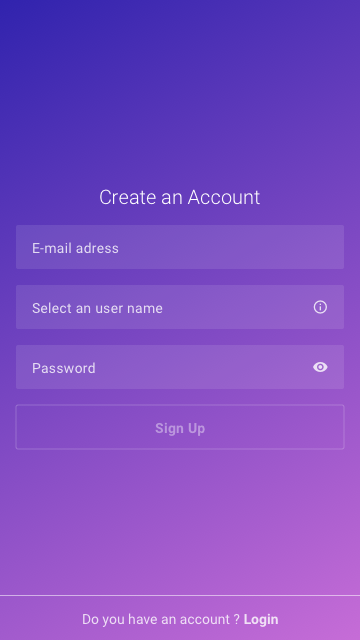 Create an Account
E-mail adress
Select an user name
Password
Sign Up
Do you have an account ? Login